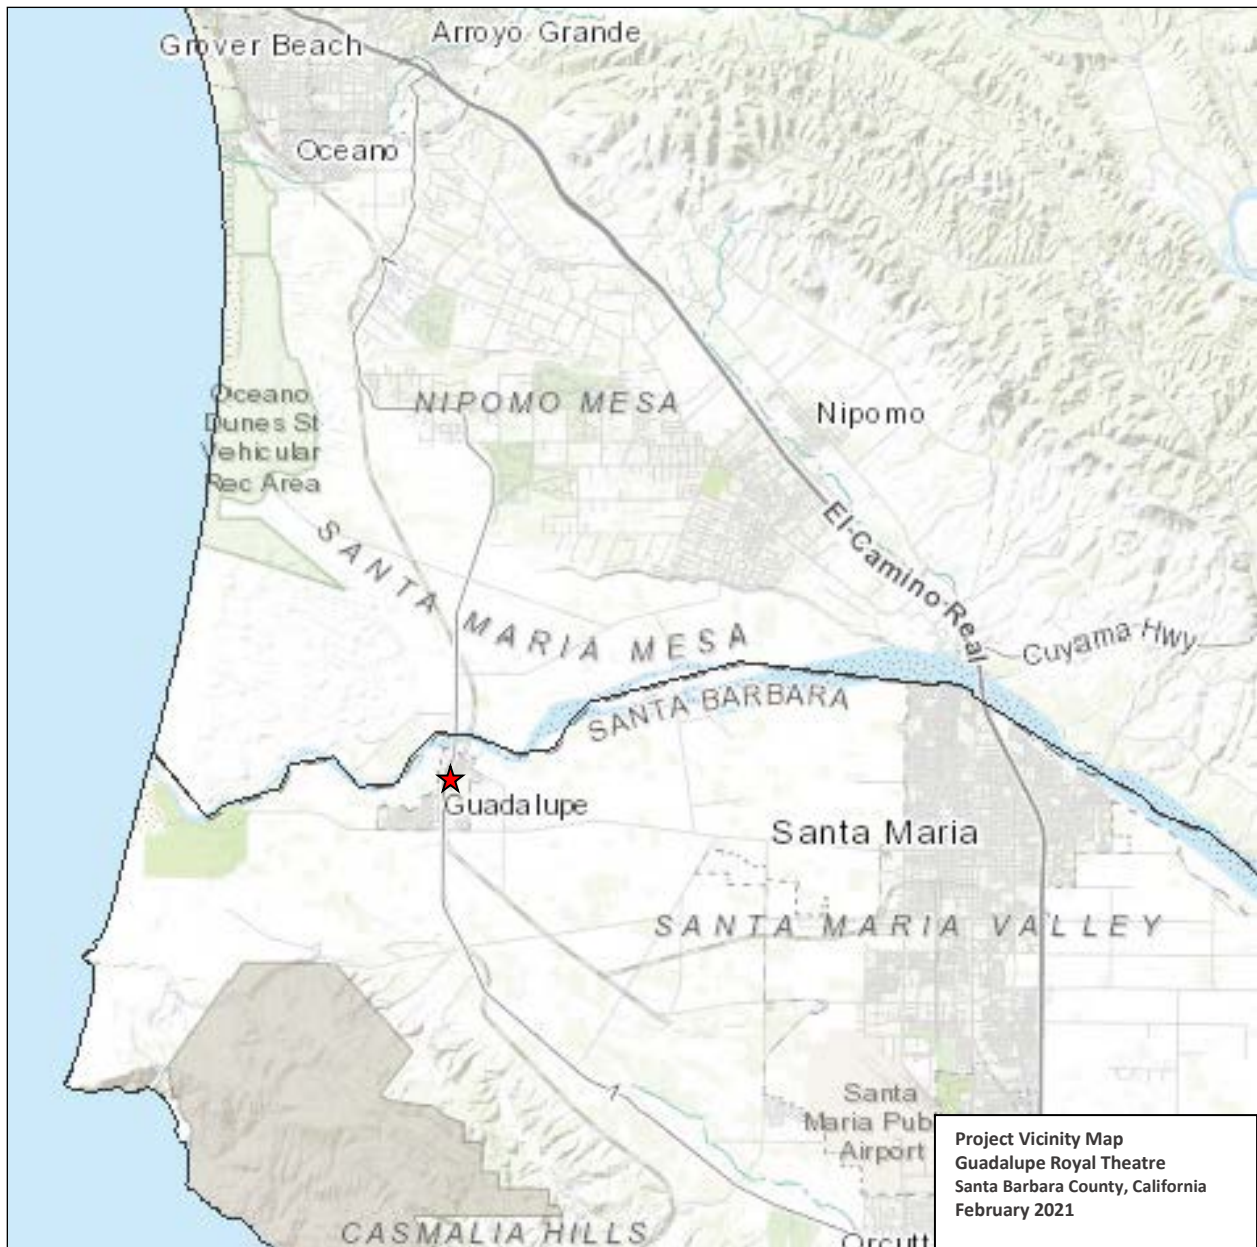 Arroyo Grande
Grover Beach
Oceano
1
Oceano
Dunes St
Vehicular
Rec Area
NIPOMO MESA
Nipomo
El Camino Real
SANTA MARIA MESA
Cuyama Hwy
SANTA BARBARA
Guadalupe
Santa Maria
SANTA MARIA VALLEY
1
Santa
Maria Pub
Airport
CASMALIA HILLS
Orcutt
Project Vicinity Map
Guadalupe Royal Theatre
Santa Barbara County, California
February 2021